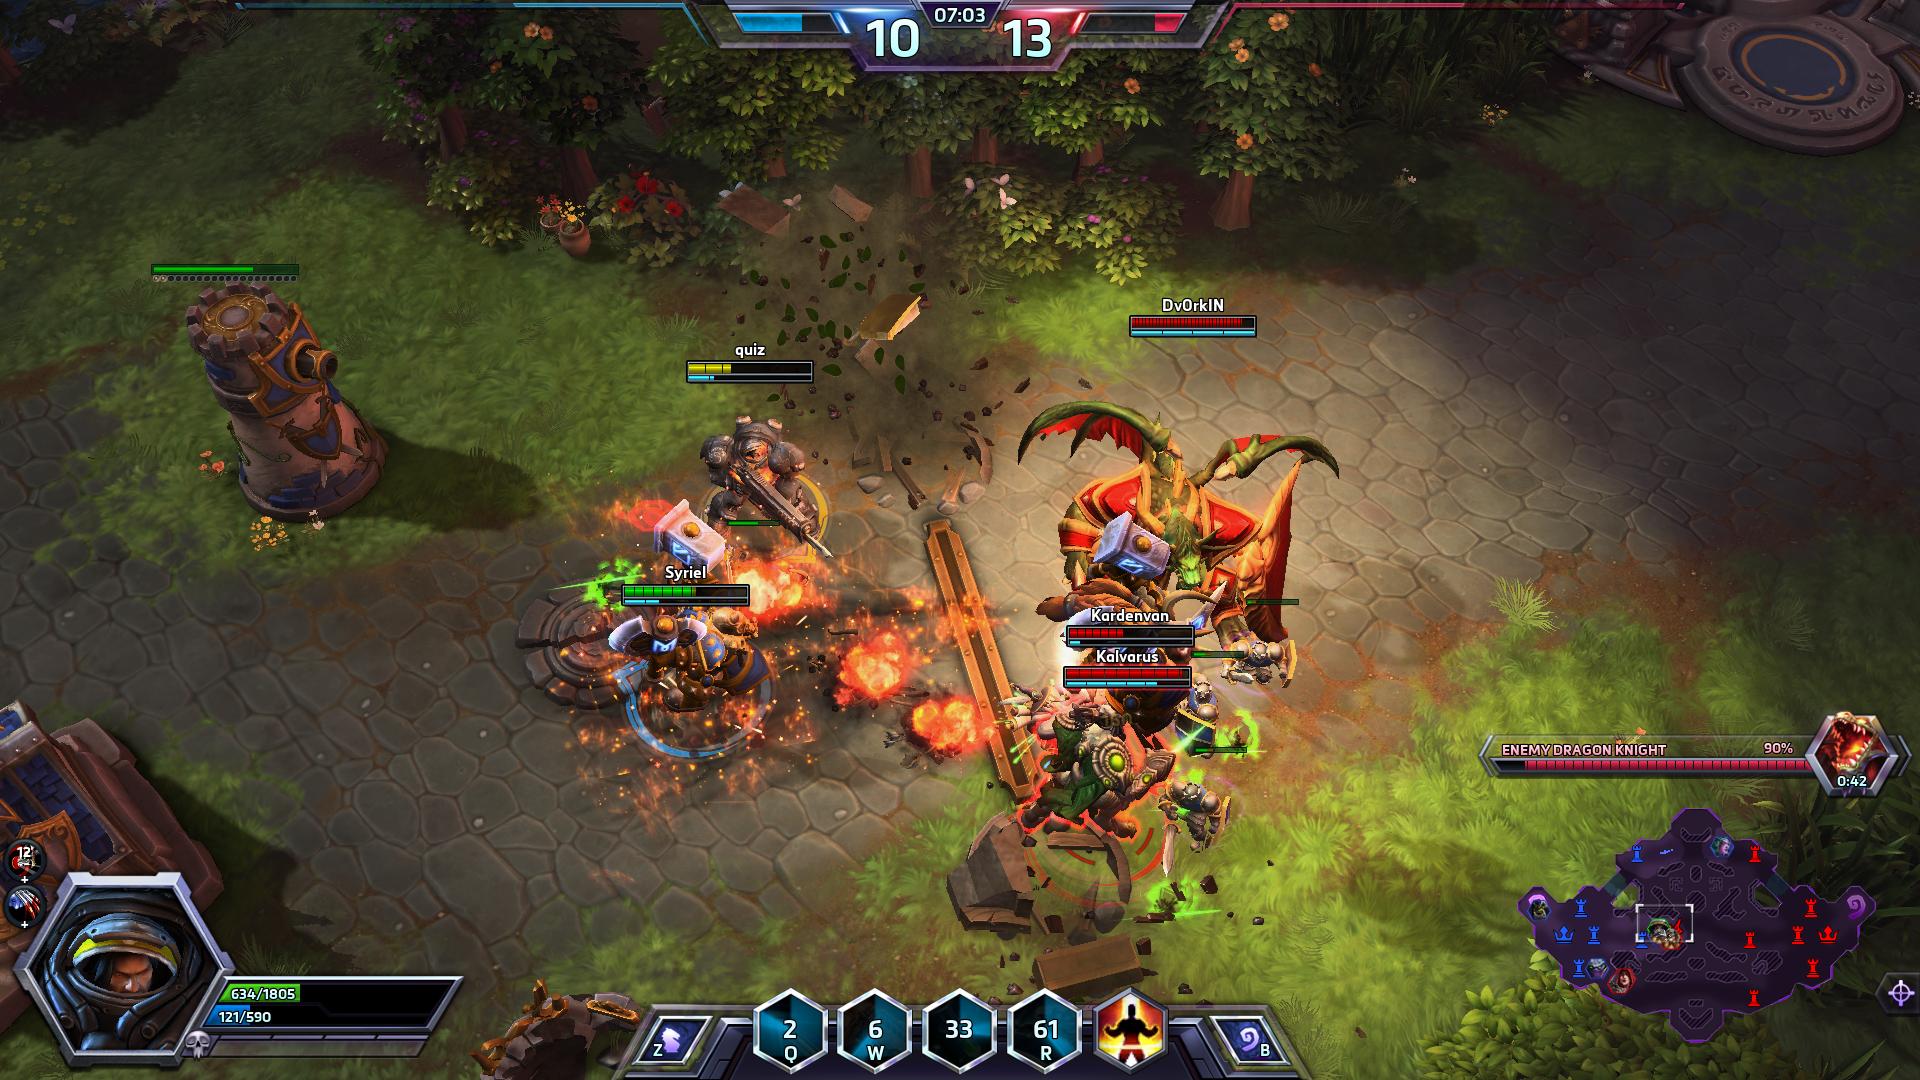 07:03
10
13
DvOrkIN
quiz
Syriel
Kardenvan
Kalvarus
ENEMY DRAGON KNIGHT 90%
0:42
12
+
+
634/1805
121/590
Z
2
Q
6
W
33
61
R
B